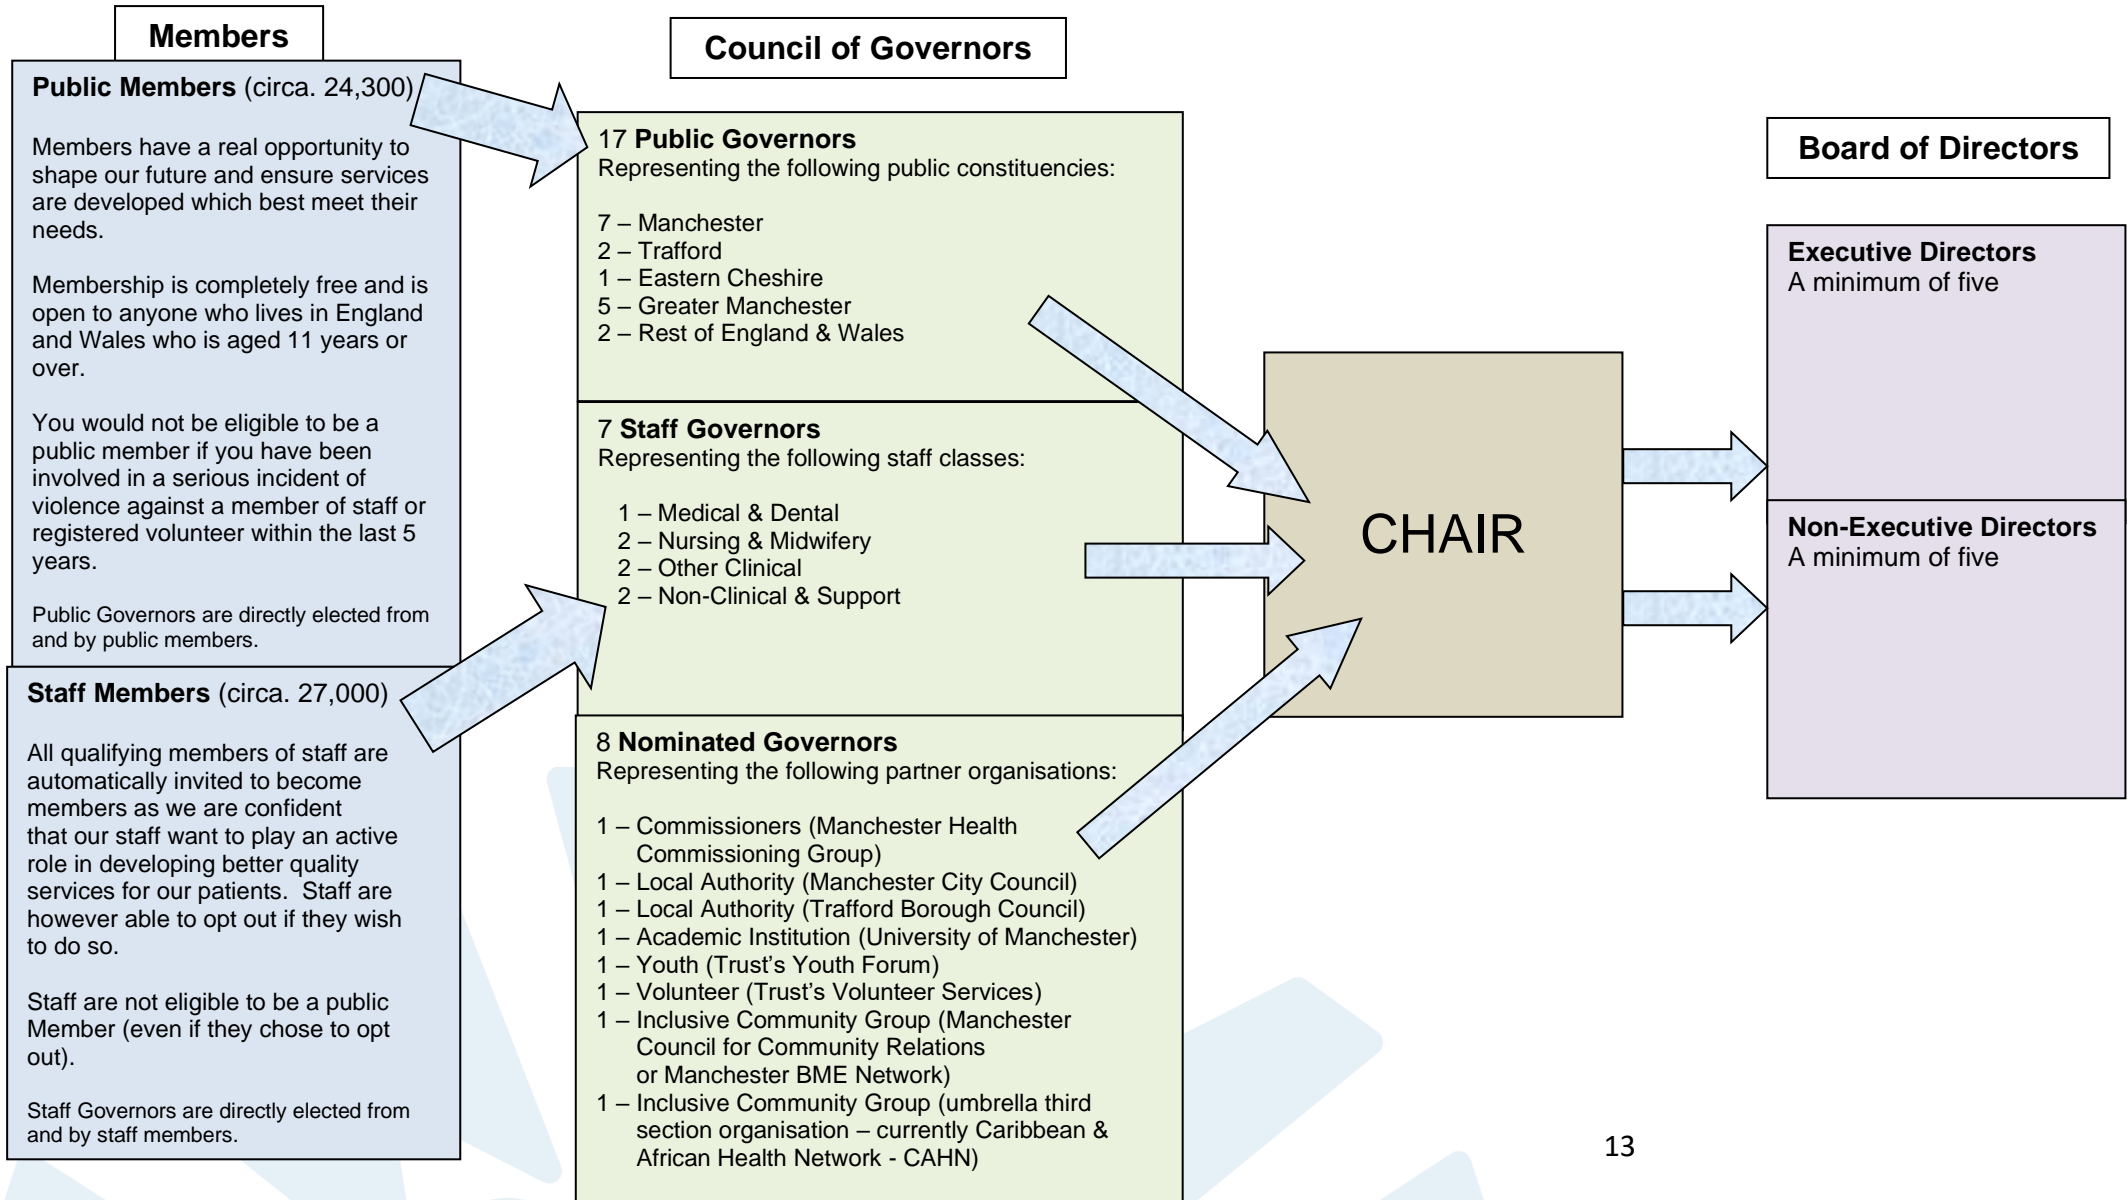 Members
Public Members (circa. 24,300)
Members have a real opportunity to
shape our future and ensure services
are developed which best meet their
needs.
Membership is completely free and is
open to anyone who lives in England
and Wales who is aged 11 years or
over.
You would not be eligible to be a
public member if you have been
involved in a serious incident of
violence against a member of staff or
registered volunteer within the last 5
years.
Public Governors are directly elected from
and by public members.
Staff Members (circa. 27,000)
All qualifying members of staff are
automatically invited to become
members as we are confident
that our staff want to play an active
role in developing better quality
services for our patients.  Staff are
however able to opt out if they wish
to do so.
Staff are not eligible to be a public
Member (even if they chose to opt
out).
Staff Governors are directly elected from
and by staff members.
Council of Governors
17 Public Governors
Representing the following public constituencies:
7 – Manchester
2 – Trafford
1 – Eastern Cheshire
5 – Greater Manchester
2 – Rest of England & Wales
7 Staff Governors
Representing the following staff classes:
1 – Medical & Dental
2 – Nursing & Midwifery
2 – Other Clinical
2 – Non-Clinical & Support
8 Nominated Governors
Representing the following partner organisations:
1 – Commissioners (Manchester Health
Commissioning Group)
1 – Local Authority (Manchester City Council)
1 – Local Authority (Trafford Borough Council)
1 – Academic Institution (University of Manchester)
1 – Youth (Trust’s Youth Forum)
1 – Volunteer (Trust’s Volunteer Services)
1 – Inclusive Community Group (Manchester
Council for Community Relations
or Manchester BME Network)
1 – Inclusive Community Group (umbrella third
section organisation – currently Caribbean &
African Health Network - CAHN)
CHAIR
Board of Directors
Executive Directors
A minimum of five
Non-Executive Directors
A minimum of five
13